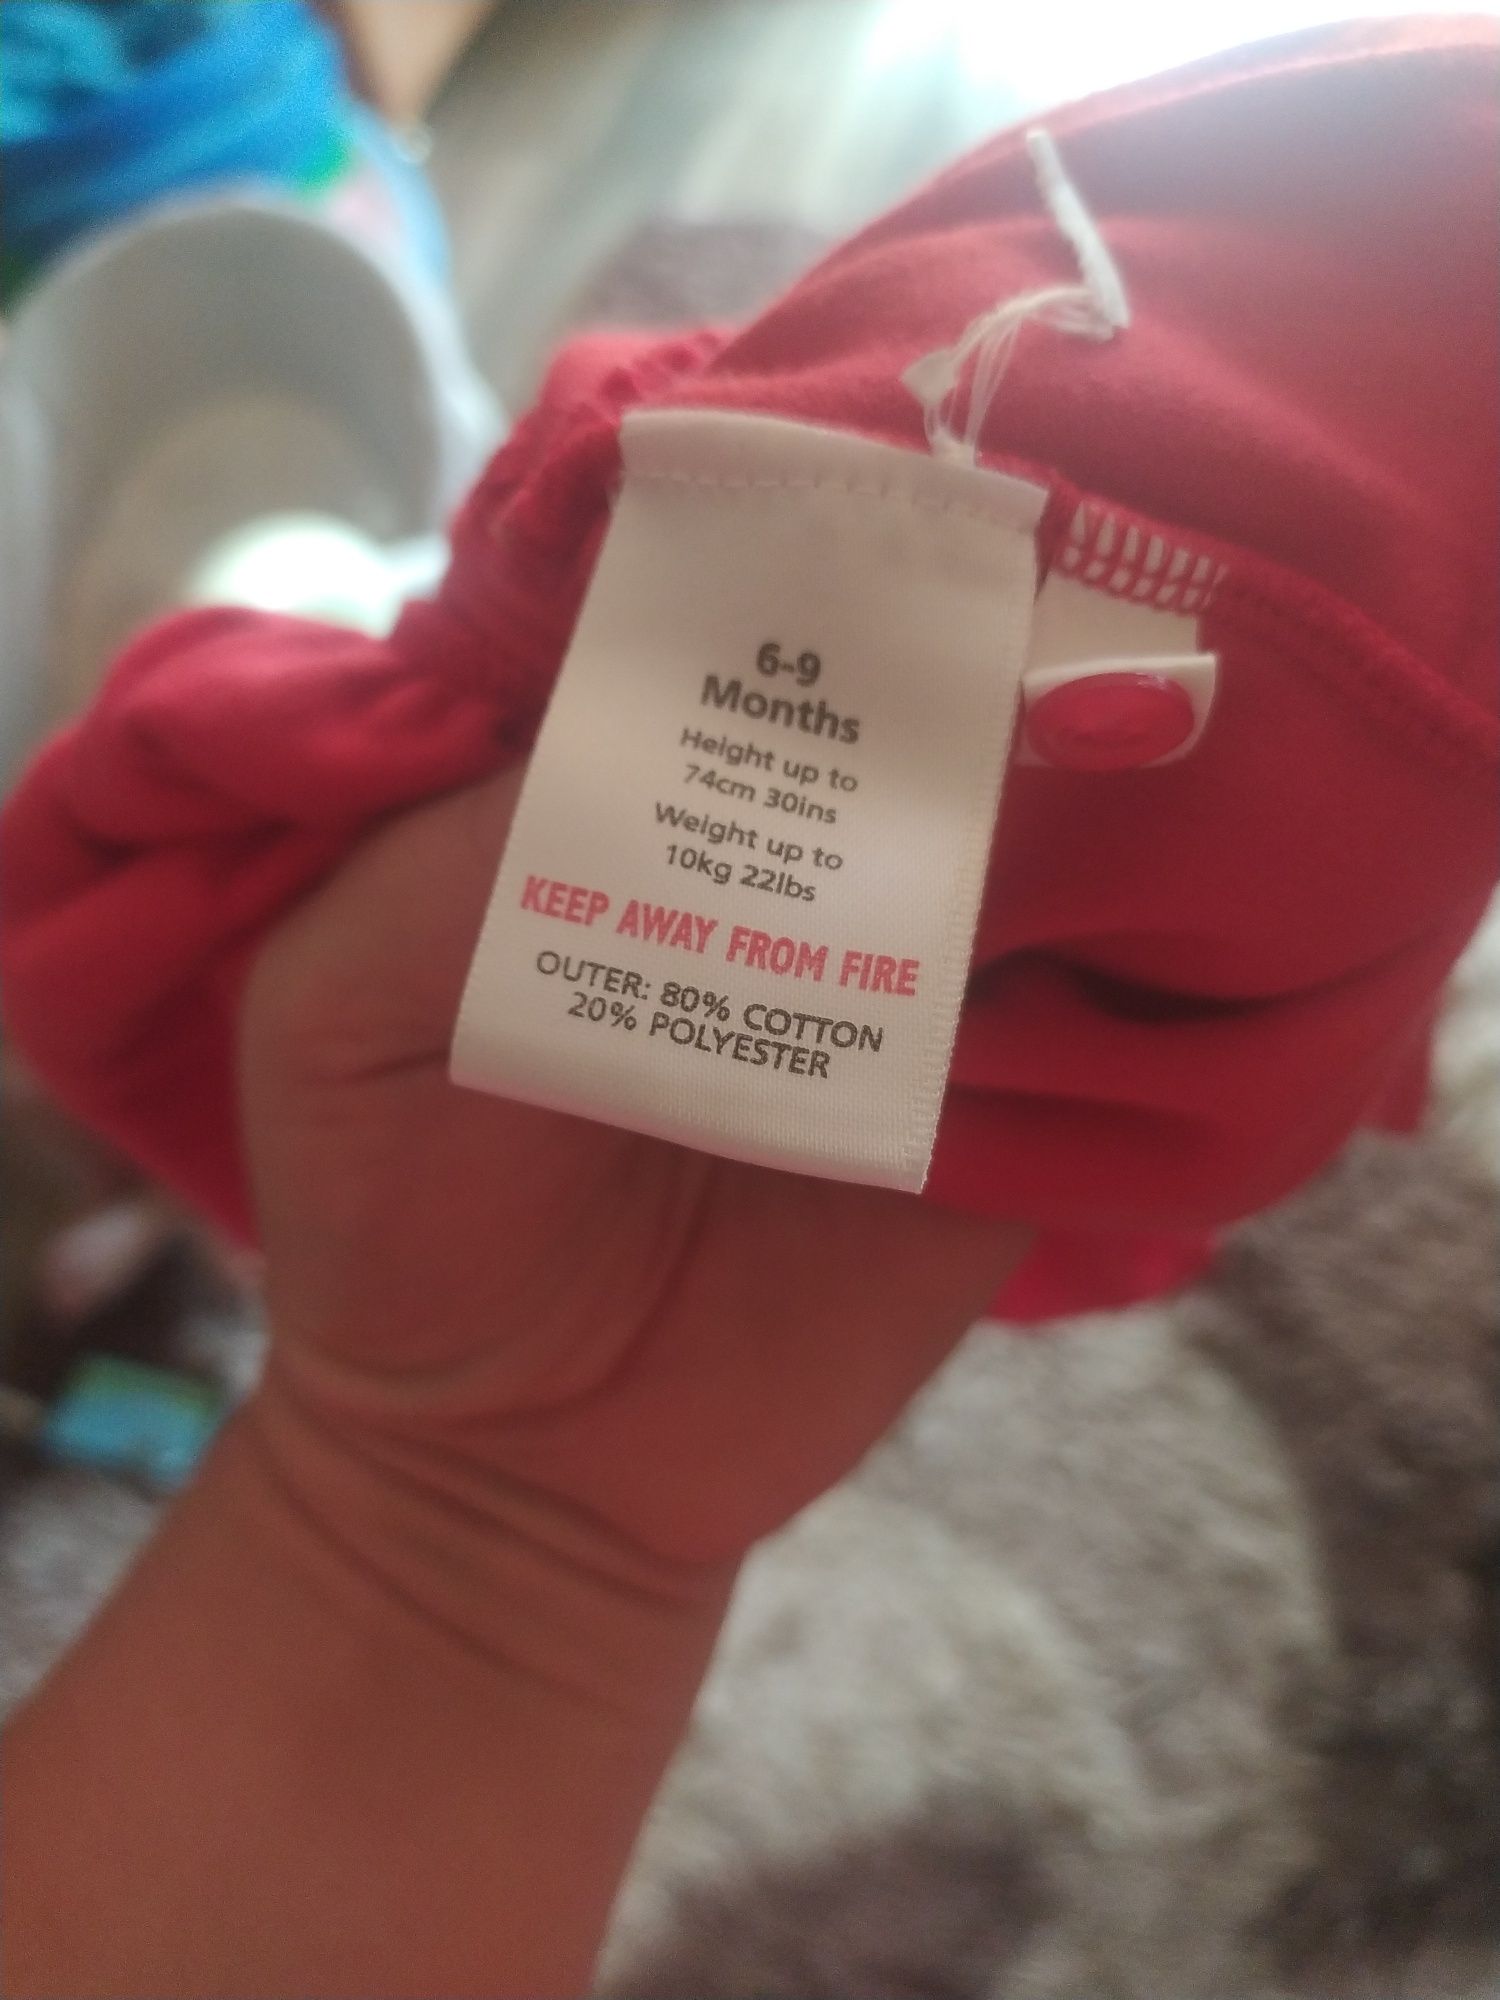 6-9
Months
Height up to
74cm 30ins
Weight up to
10kg 22lbs
KEEP AWAY FROM FIRE
OUTER: 80% COTTON
20% POLYESTER